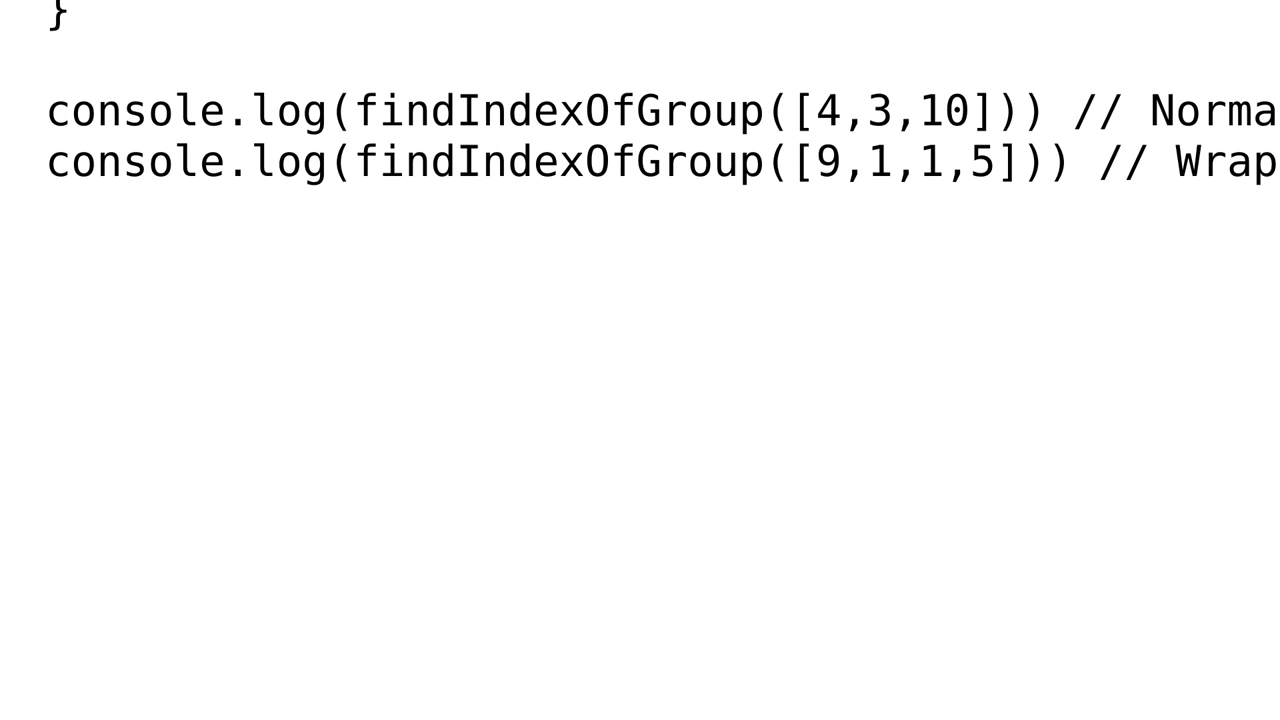 }
console.log(findIndexOfGroup([4,3,10])) // Norma
console.log(findIndexOfGroup([9,1,1,5])) // Wrap